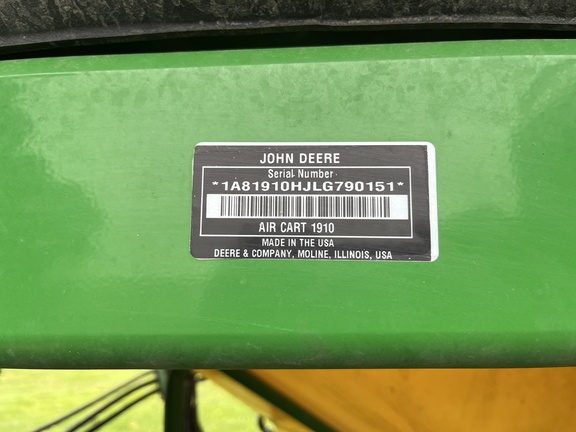 JOHN DEERE
Serial Number
*1A81910HJLG790151*
AIR CART 1910
MADE IN THE USA
DEERE & COMPANY, MOLINE, ILLINOIS, USA